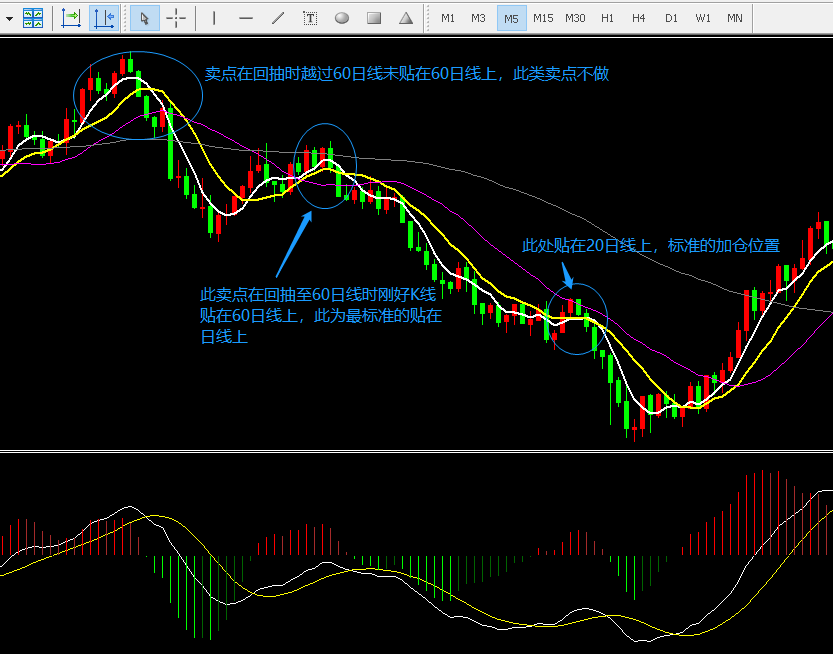 M1 M3 M5 M15 M30 H1 H4 D1 W1 MN
卖点在回抽时越过60日线未贴在60日线上，此类卖点不做
此处贴在20日线上，标准的加仓位置
此卖点在回抽至60日线时刚好K线
贴在60日线上，此为最标准的贴在
日线上